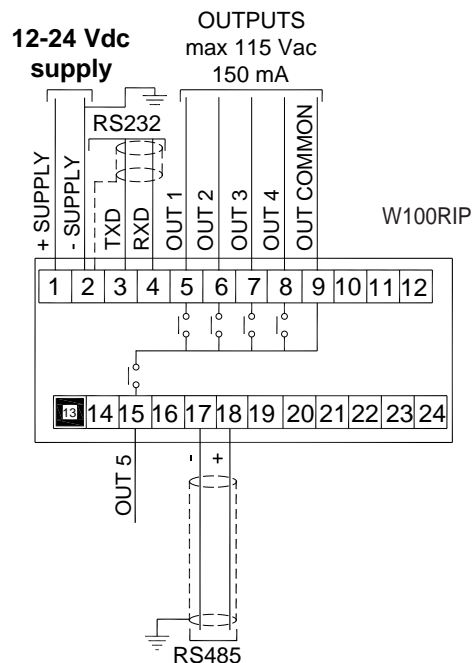 12-24 Vdc
supply
OUTPUTS
max 115 Vac
150 mA
RS232
+ SUPPLY
- SUPPLY
TXD
RXD
OUT 1
OUT 2
OUT 3
OUT 4
OUT COMMON
W100RIP
1 2 3 4 5 6 7 8 9 10 11 12
13 14 15 16 17 18 19 20 21 22 23 24
OUT 5
- +
RS485